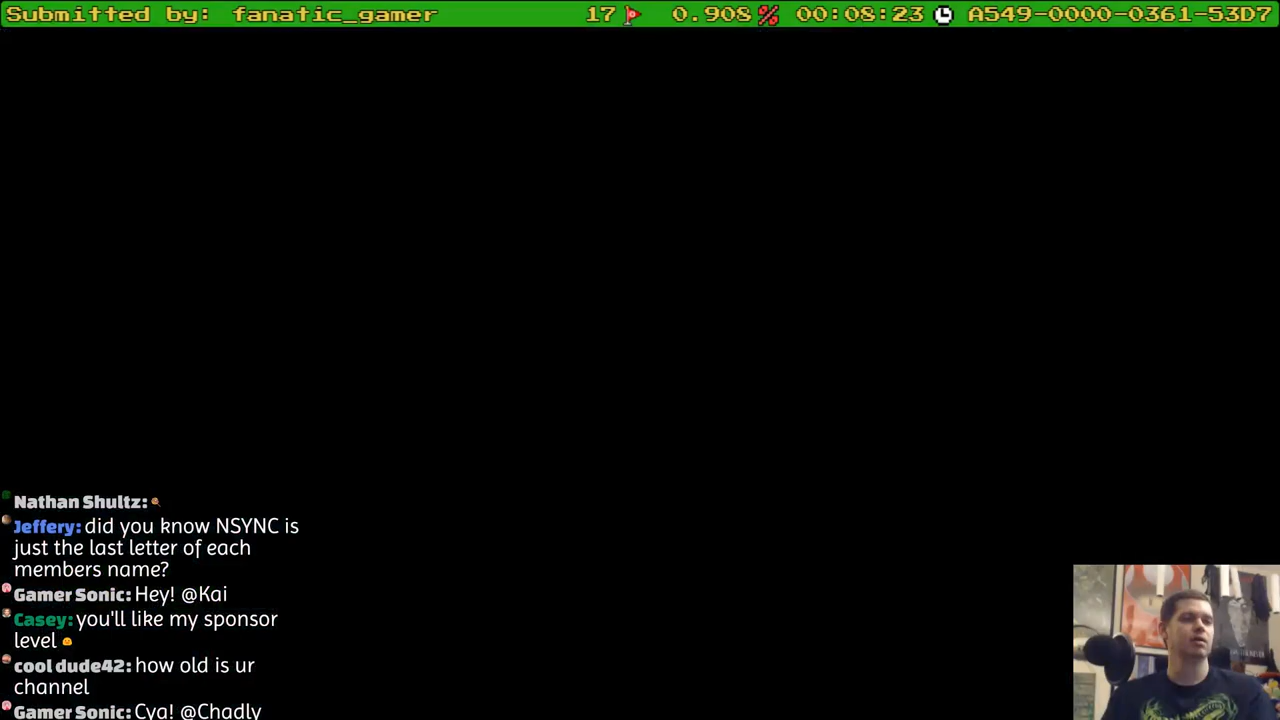 Submitted by: fanatic_gamer 17 0.908% 00:08:23 A549-0000-0361-53D7
Nathan Shultz:
Jeffery: did you know NSYNC is
just the last letter of each
members name?
Gamer Sonic: Hey! @Kai
Casey: you'll like my sponsor
level
cool dude42: how old is ur
channel
Gamer Sonic: Cya! @Chadly